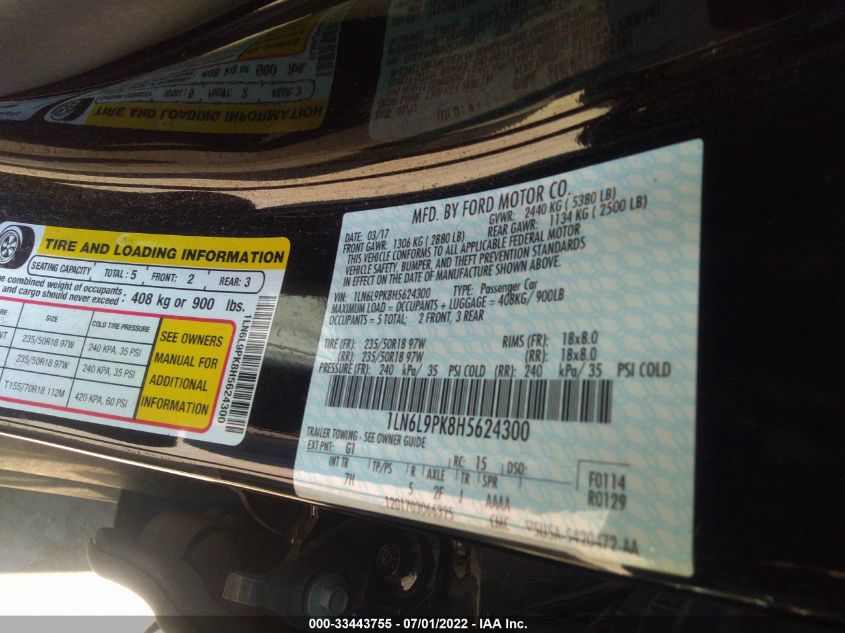 TIRE AND LOADING INFORMATION
SEATING CAPACITY TOTAL: 5 FRONT: 2 REAR: 3
combined weight of occupants
and cargo should never exceed: 408 kg or 900 lbs.
SIZE COLD TIRE PRESSURE
235/50R18 97W 240 KPA, 35 PSI
235/50R18 97W 240 KPA, 35 PSI
T155/70R18 112M 420 KPA, 60 PSI
SEE OWNERS
MANUAL FOR
ADDITIONAL
INFORMATION
1LN6L9PK8H5624300
MFD. BY FORD MOTOR CO.
DATE: 03/17 GVWR: 2440 KG ( 5380 LB)
FRONT GAWR: 1306 KG ( 2880 LB) REAR GAWR: 1134 KG ( 2500 LB)
THIS VEHICLE CONFORMS TO ALL APPLICABLE FEDERAL MOTOR
VEHICLE SAFETY, BUMPER, AND THEFT PREVENTION STANDARDS
IN EFFECT ON THE DATE OF MANUFACTURE SHOWN ABOVE.
VIN: 1LN6L9PK8H5624300 TYPE: Passenger Car
MAXIMUM LOAD = OCCUPANTS + LUGGAGE = 408KG/900LB
OCCUPANTS = 5 TOTAL; 2 FRONT, 3 REAR
TIRE (FR): 235/50R18 97W RIMS (FR): 18x8.0
(RR): 235/50R18 97W (RR): 18x8.0
PRESSURE (FR): 240 kPa/ 35 PSI COLD (RR): 240 kPa/ 35 PSI COLD
1LN6L9PK8H5624300
TRAILER TOWING - SEE OWNER GUIDE
EXT PNT: G1 RC: 15 DSO: F0114
INT TR TP/PS R AXLE TR SPR R0129
7H 5 2F J AAAA
1201703066325 CMC
000-33443755 - 07/01/2022 - IAA Inc.